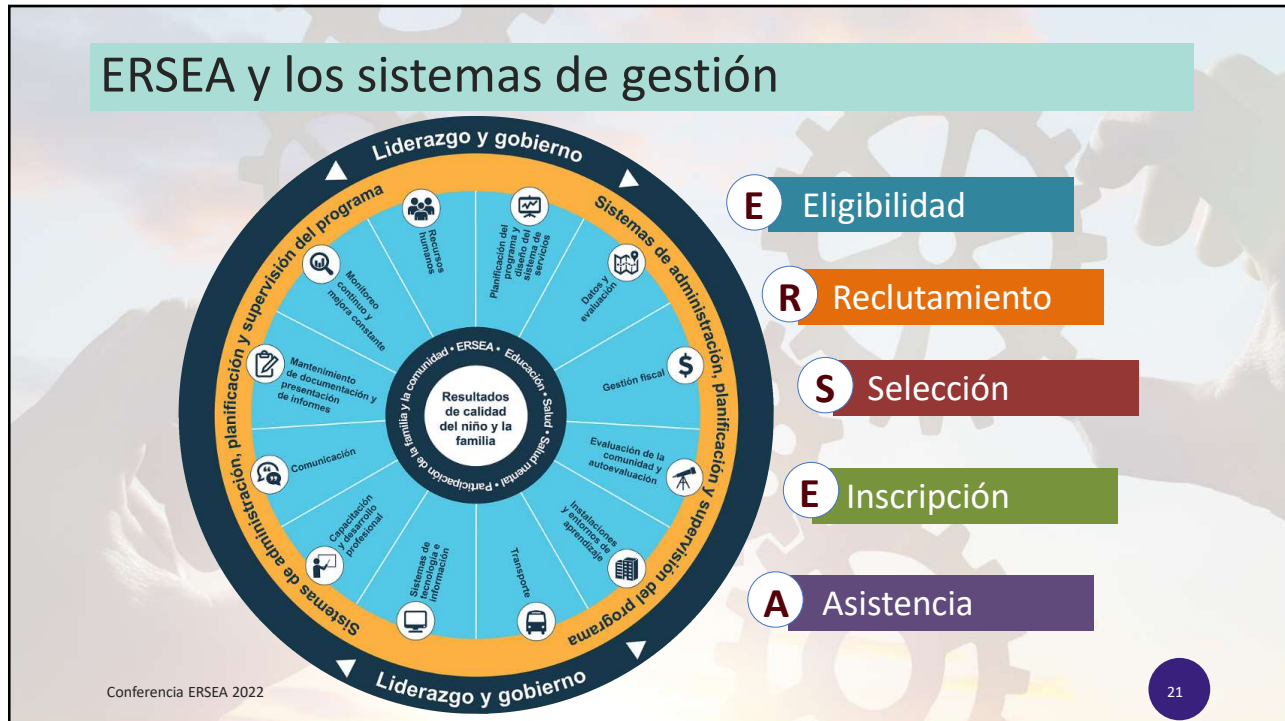 ERSEA y los sistemas de gestión
Liderazgo y gobierno
Sistemas de administración, planificación y supervisión del programa
Sistemas de administración, planificación y supervisión del programa
Recursos
humanos
Planificación del
programa y
diseño del
sistema de
servicios
Datos y
evaluación
$
Gestión fiscal
Evaluación de la
comunidad y
autoevaluación
Instalaciones
y entornos de
aprendizaje
Transporte
Sistemas de
tecnología e
información
Capacitación
y desarrollo
profesional
Comunicación
Mantenimiento
de documentación y
presentación
de informes
Monitoreo
continuo y
mejora constante
• ERSEA • Educación • Salud • Salud mental • Participación de la familia y la comunidad
Resultados
de calidad
del niño y la
familia
Liderazgo y gobierno
E Eligibilidad
R Reclutamiento
S Selección
E Inscripción
A Asistencia
Conferencia ERSEA 2022
21